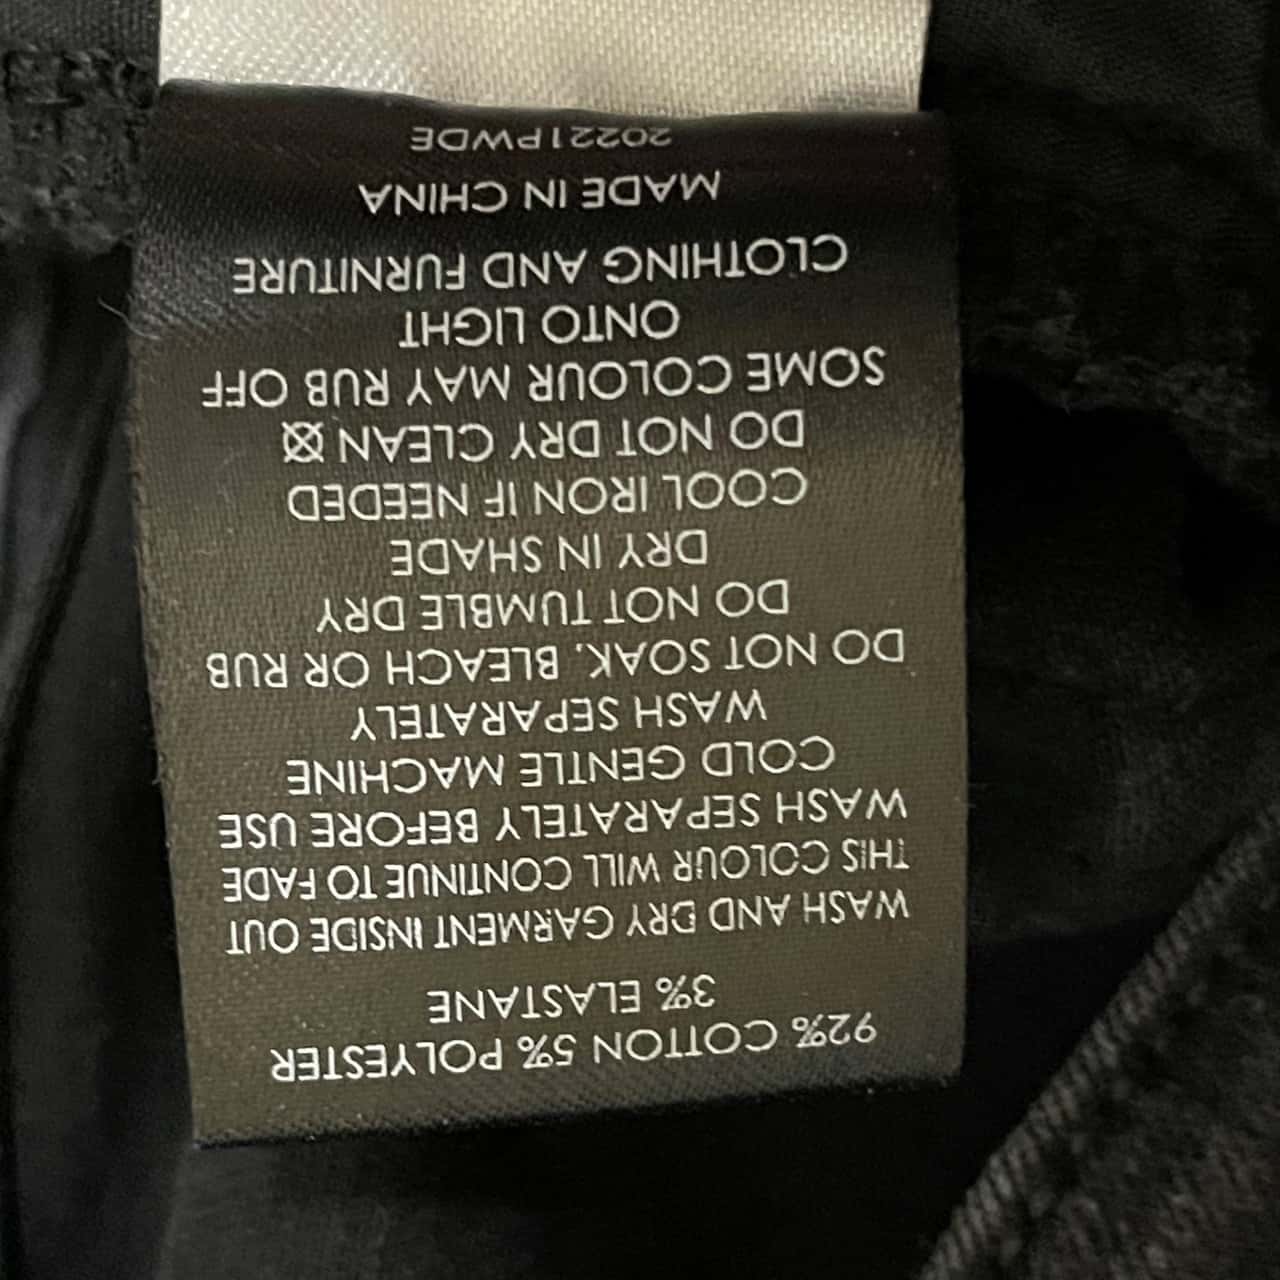 92% COTTON 5% POLYESTER
3% ELASTANE
WASH AND DRY GARMENT INSIDE OUT
THIS COLOUR WILL CONTINUE TO FADE
WASH SEPARATELY BEFORE USE
COLD GENTLE MACHINE
WASH SEPARATELY
DO NOT SOAK, BLEACH OR RUB
DO NOT TUMBLE DRY
DRY IN SHADE
COOL IRON IF NEEDED
DO NOT DRY CLEAN
SOME COLOUR MAY RUB OFF
ONTO LIGHT
CLOTHING AND FURNITURE
MADE IN CHINA
20221PWDE